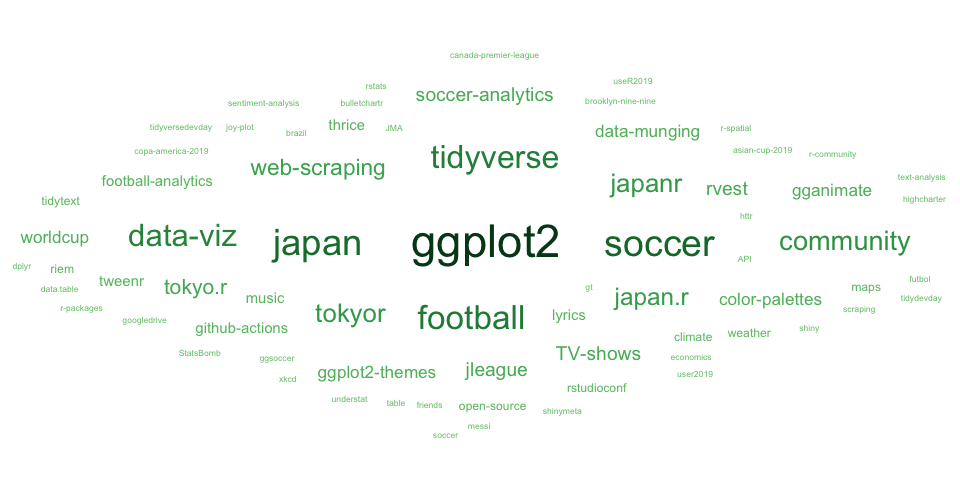 canada-premier-league
useR2019
rstats
soccer-analytics
sentiment-analysis
bulletchartr
brooklyn-nine-nine
tidyversedevday
joy-plot
brazil
thrice
JMA
data-munging
r-spatial
copa-america-2019
web-scraping
tidyverse
asian-cup-2019
r-community
football-analytics
japanr
rvest
gganimate
text-analysis
tidytext
highcharter
httr
worldcup
data-viz
japan
ggplot2
soccer
community
dplyr
riem
API
data.table
tweenr
tokyo.r
music
gt
japan.r
color-palettes
maps
futbol
tidydevday
r-packages
googledrive
github-actions
tokyor
football
lyrics
scraping
climate
weather
shiny
StatsBomb
ggsoccer
TV-shows
economics
xkcd
ggplot2-themes
jleague
user2019
rstudioconf
understat
table
friends
open-source
shinymeta
messi
soccer